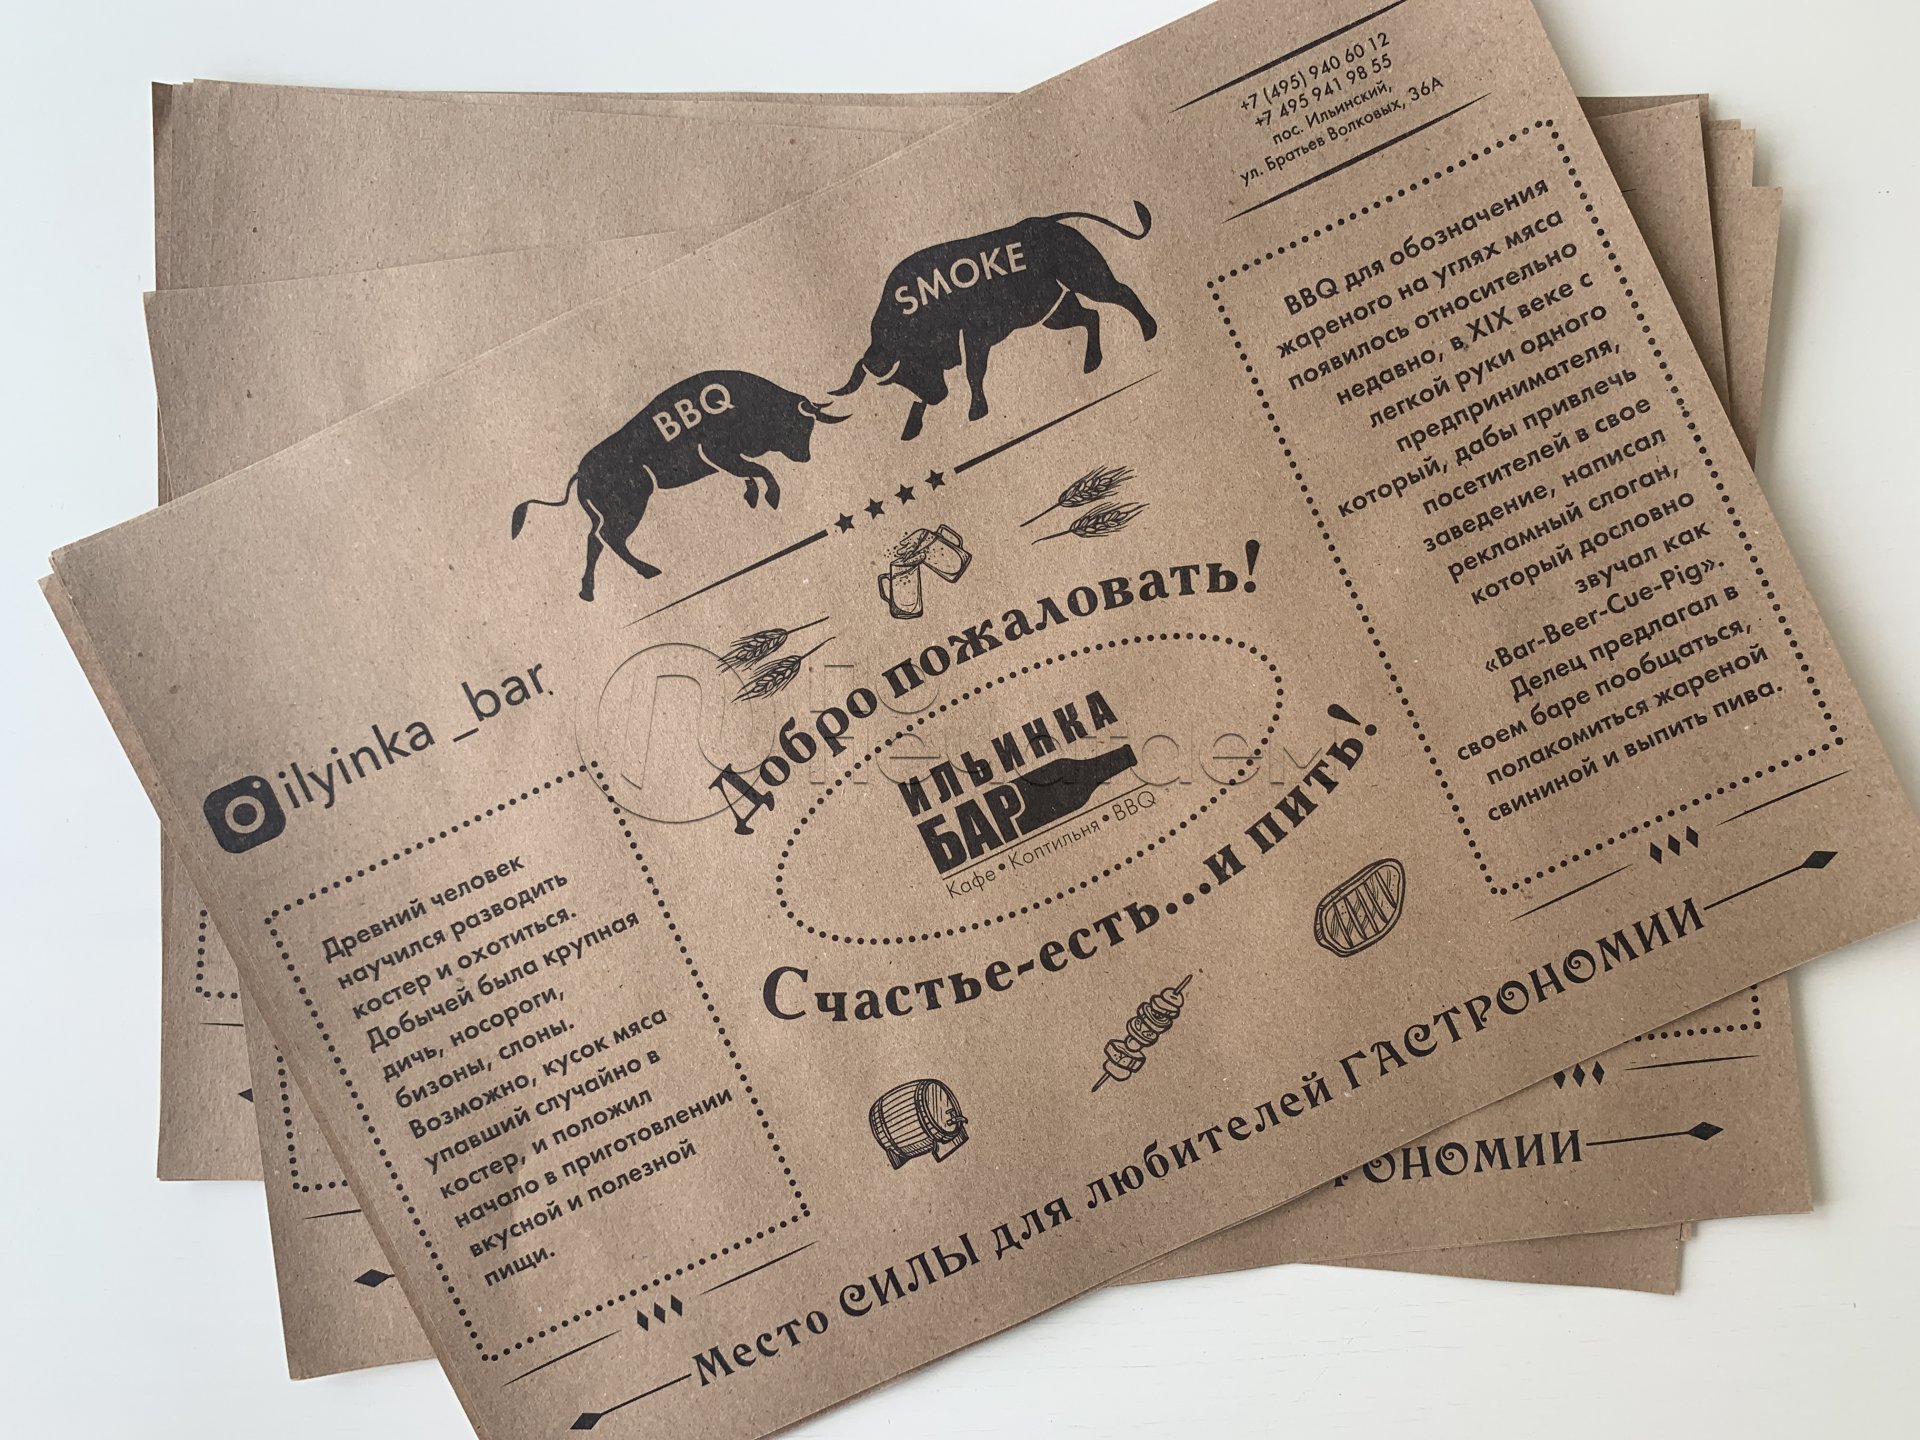 +7 (495) 940 60 12
+7 495 941 98 55
пос. Ильинский,
ул. Братьев Волковых, 36А
SMOKE
BBQ
ilyinka_bar
Добро пожаловать!
ИЛЬИНКА
БАР
Кафе • Коптильня • BBQ
Счастье-есть...и пить!
Древний человек
научился разводить
костер и охотиться.
Добычей была крупная
дичь, носороги,
бизоны, слоны.
Возможно, кусок мяса
упавший случайно в
костер, и положил
начало в приготовлении
вкусной и полезной
пищи.
BBQ для обозначения
жареного на углях мяса
появилось относительно
недавно, в XIX веке с
легкой руки одного
предпринимателя,
который, дабы привлечь
посетителей в свое
заведение, написал
рекламный слоган,
который дословно
звучал как
«Bar-Beer-Cue-Pig».
Делец предлагал в
своем баре пообщаться,
полакомиться жареной
свининой и выпить пива.
Место СИЛЫ для любителей ГАСТРОНОМИИ
ОНОМИИ